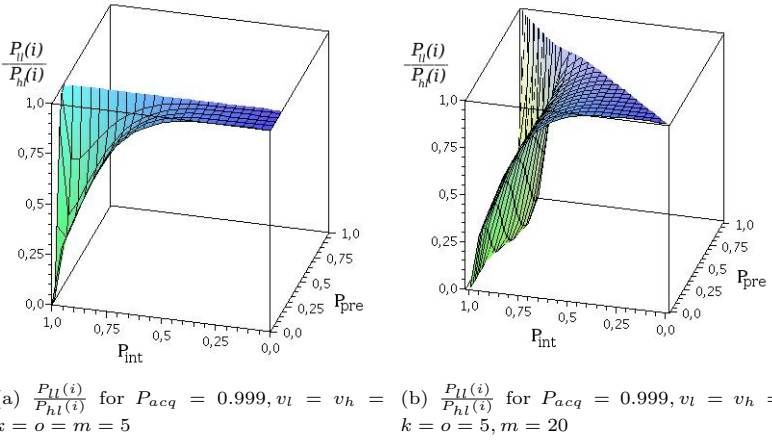 P_ll(i)
P_hl(i)
1,0
0,75
0,5
0,25
0,0
1,0
0,75
0,5
0,25
0,0
P_int
1,0
0,75
0,5
0,25
0,0
P_pre
P_ll(i)
P_hl(i)
1,0
0,75
0,5
0,25
0,0
1,0
0,75
0,5
0,25
0,0
P_int
1,0
0,75
0,5
0,25
0,0
P_pre
a) P_ll(i)/P_hl(i) for P_acq = 0.999, v_l = v_h =
k = o = m = 5
(b) P_ll(i)/P_hl(i) for P_acq = 0.999, v_l = v_h =
k = o = 5, m = 20